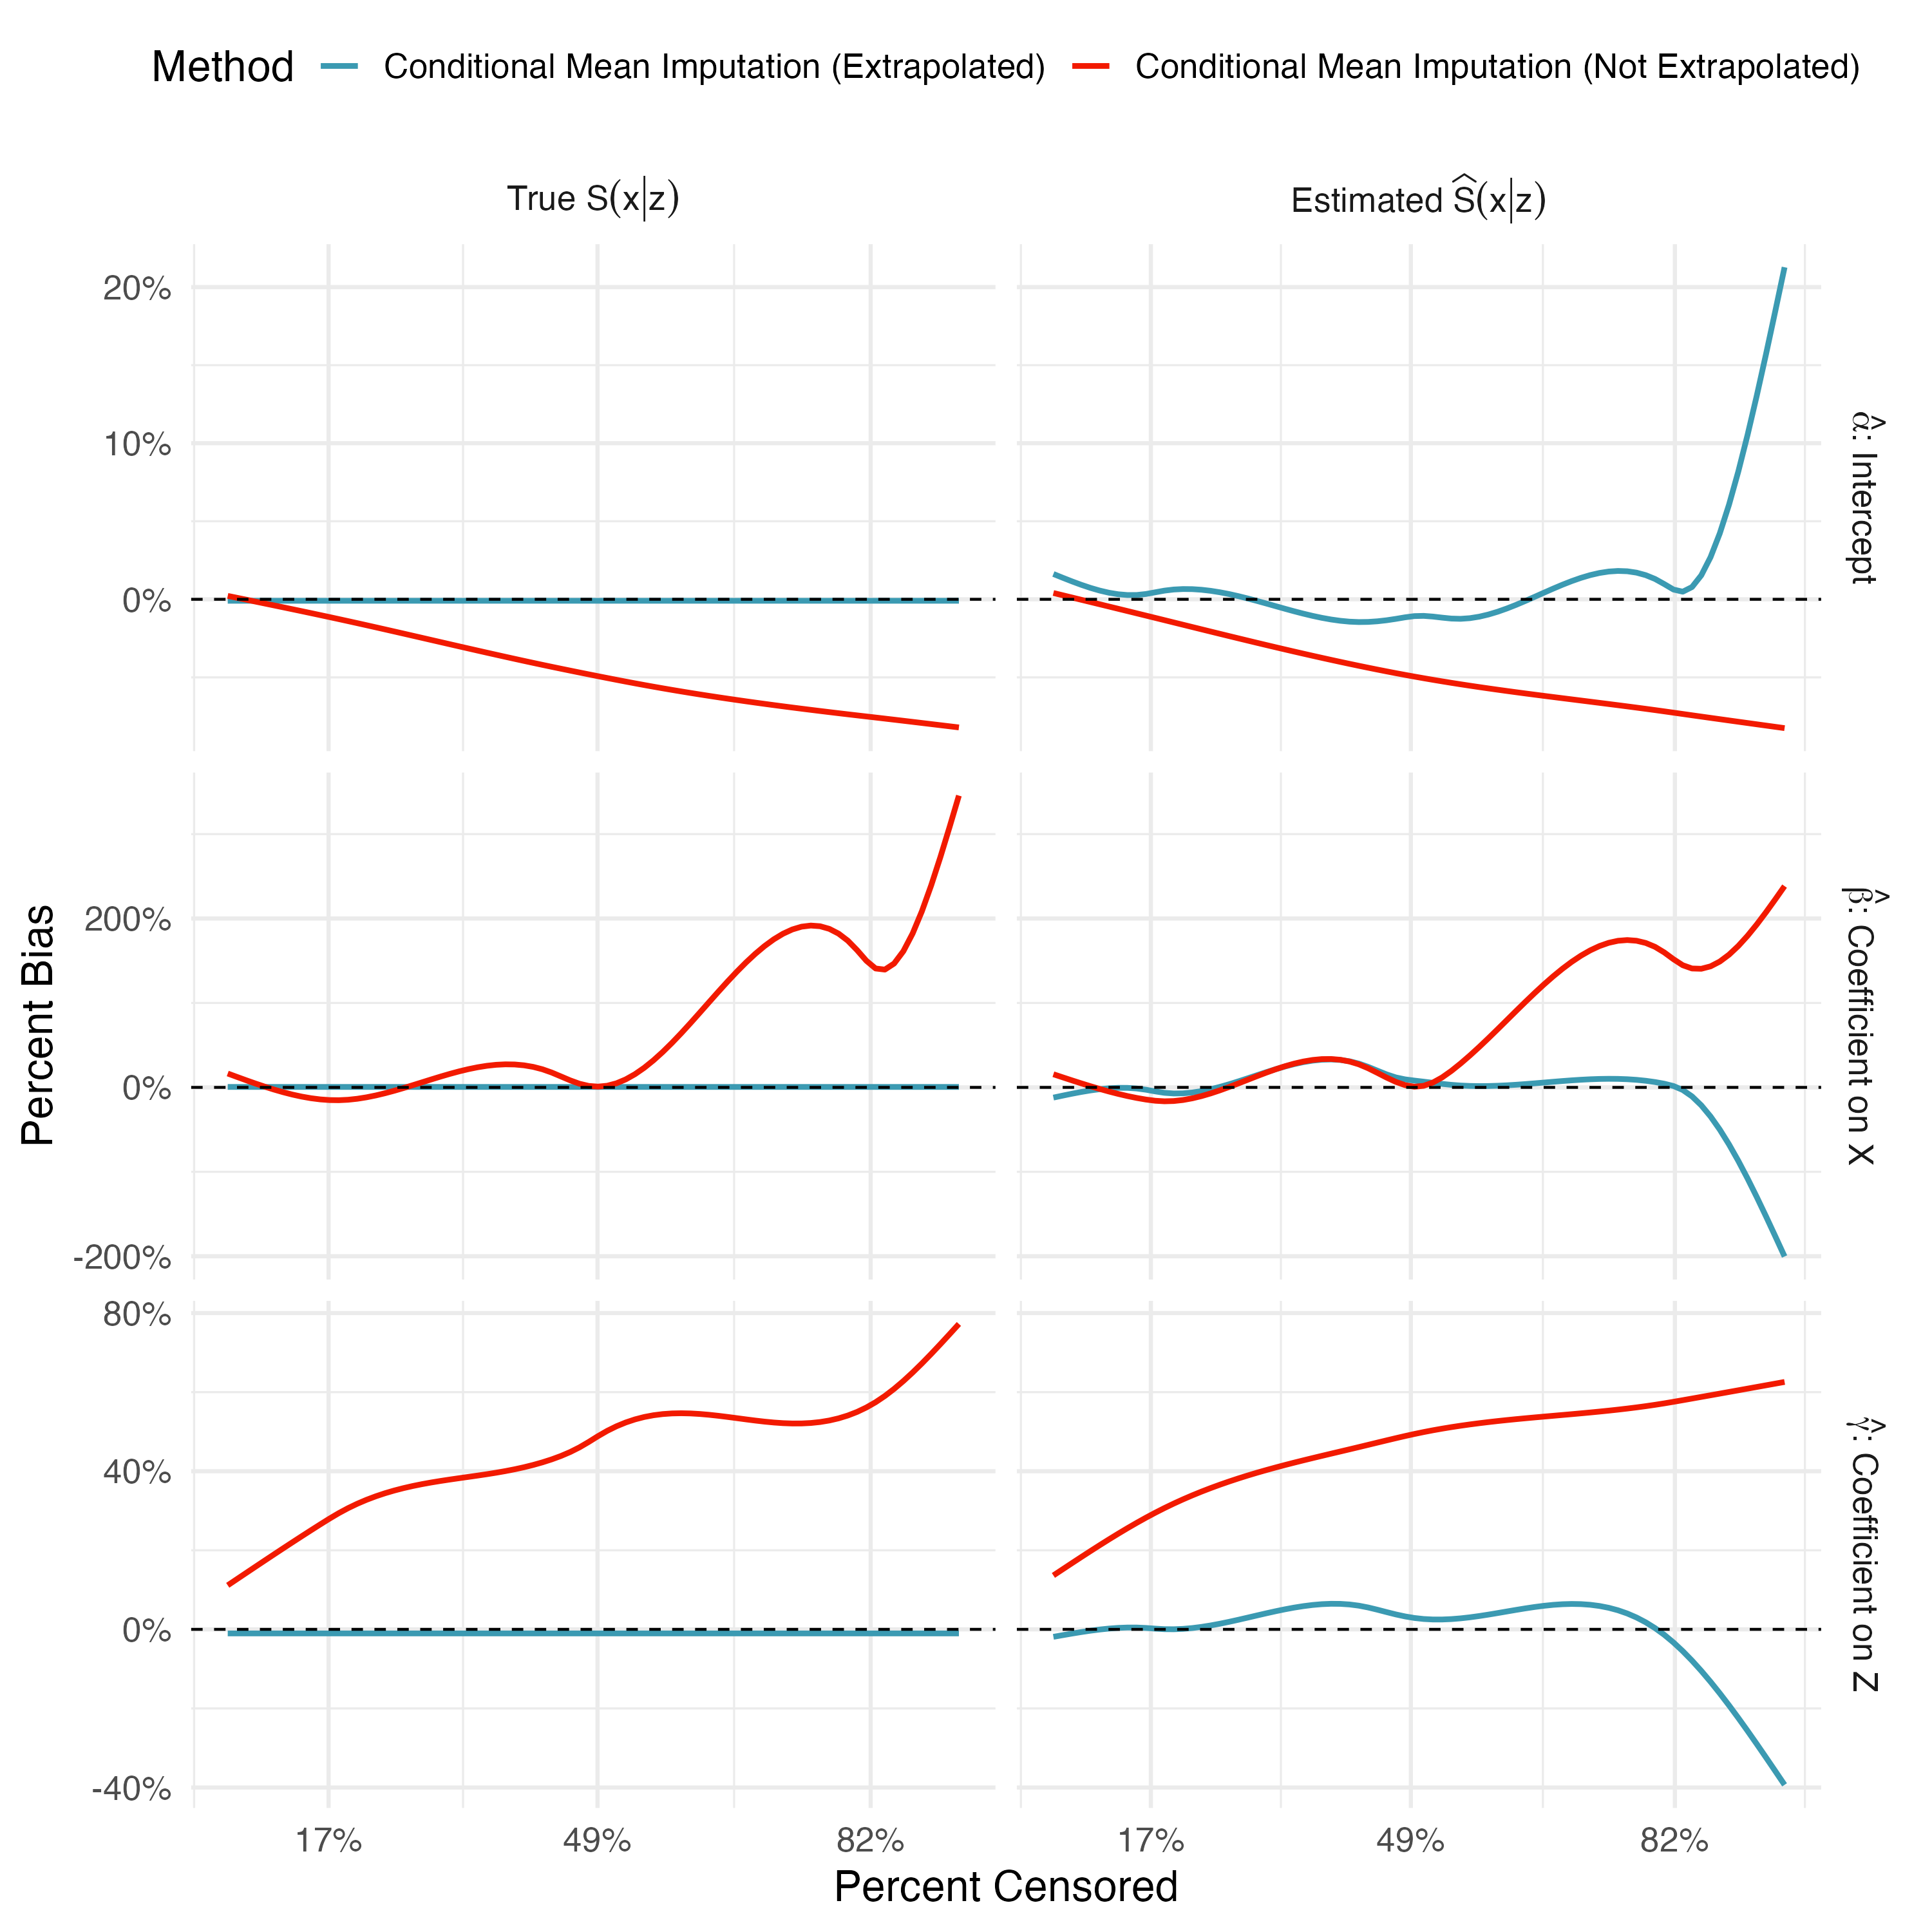 Method Conditional Mean Imputation (Extrapolated) Conditional Mean Imputation (Not Extrapolated)
True S(x|z)
Estimated Ŝ(x|z)
20%
10%
0%
α̂: Intercept
Percent Bias
200%
0%
-200%
β̂: Coefficient on X
80%
40%
0%
-40%
γ̂: Coefficient on Z
17% 49% 82% 17% 49% 82%
Percent Censored